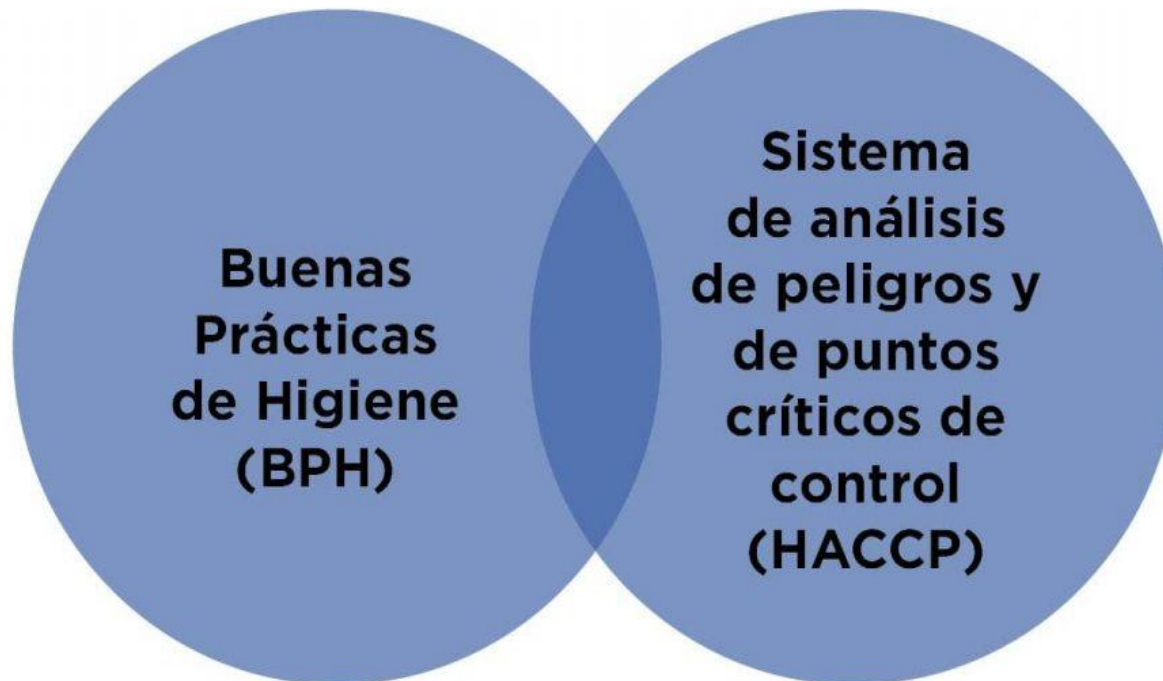 Buenas
Prácticas
de Higiene
(BPH)
Sistema
de análisis
de peligros y
de puntos
críticos de
control
(HACCP)